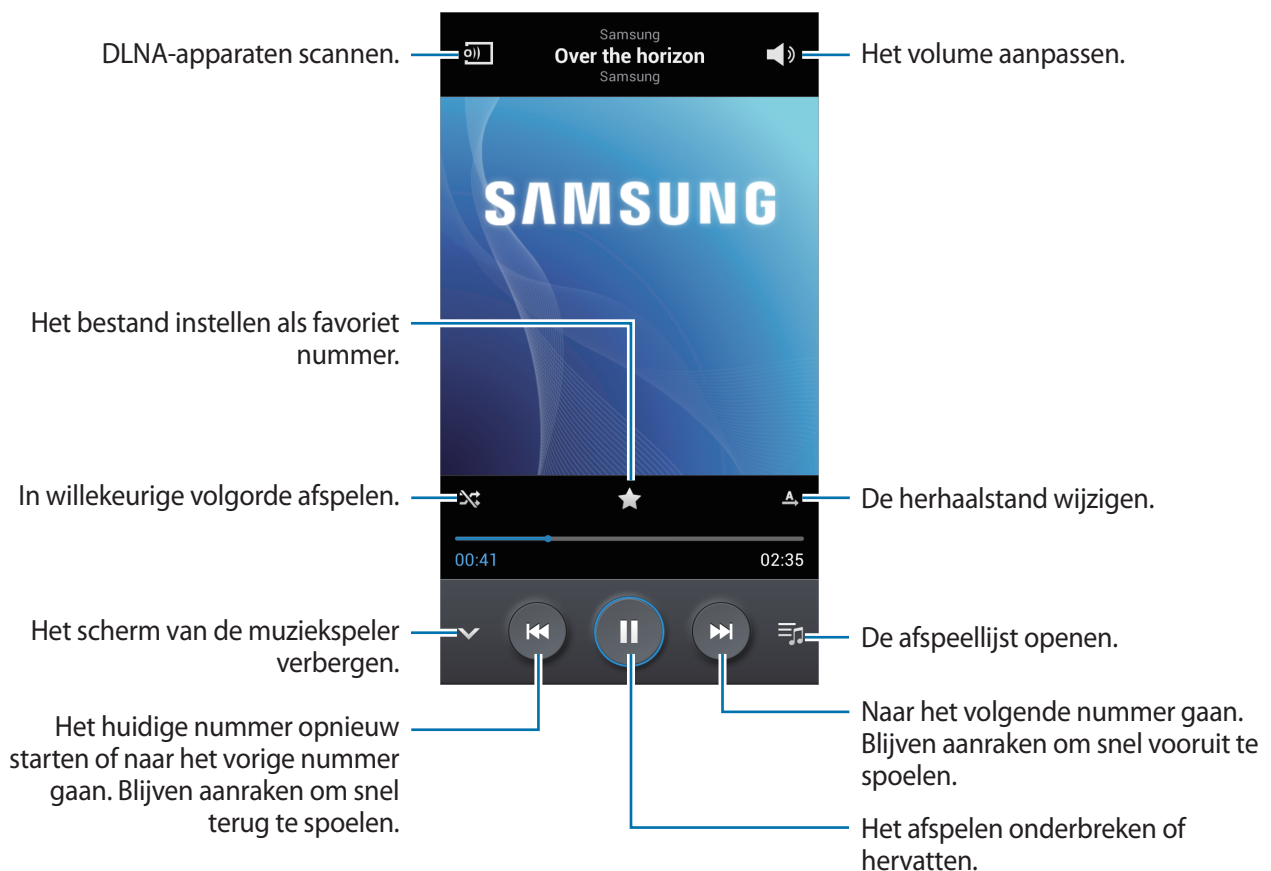 DLNA-apparaten scannen.
Samsung
Over the horizon
Samsung
Het volume aanpassen.
SAMSUNG
Het bestand instellen als favoriet
nummer.
In willekeurige volgorde afspelen.
A
De herhaalstand wijzigen.
00:41
02:35
Het scherm van de muziekspeler
verbergen.
De afspeellijst openen.
Het huidige nummer opnieuw
starten of naar het vorige nummer
gaan. Blijven aanraken om snel
terug te spoelen.
Naar het volgende nummer gaan.
Blijven aanraken om snel vooruit te
spoelen.
Het afspelen onderbreken of
hervatten.